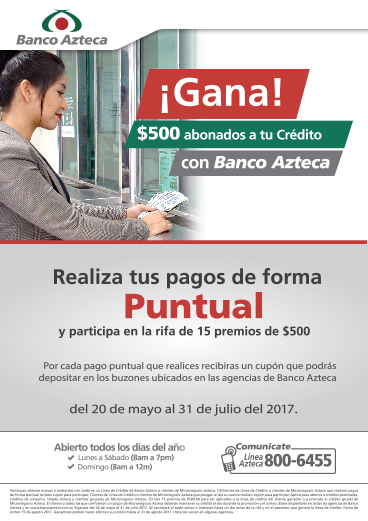 Banco Azteca
¡Gana!
$500 abonados a tu Crédito
con Banco Azteca
Realiza tus pagos de forma
Puntual
y participa en la rifa de 15 premios de $500
Por cada pago puntual que realices recibiras un cupón que podrás
depositar en los buzones ubicados en las agencias de Banco Azteca
del 20 de mayo al 31 de julio del 2017.
Abierto todos los días del año
Lunes a Sábado (8am a 7pm)
Domingo (8am a 12m)
Comunícate
Línea
Azteca 800-6455